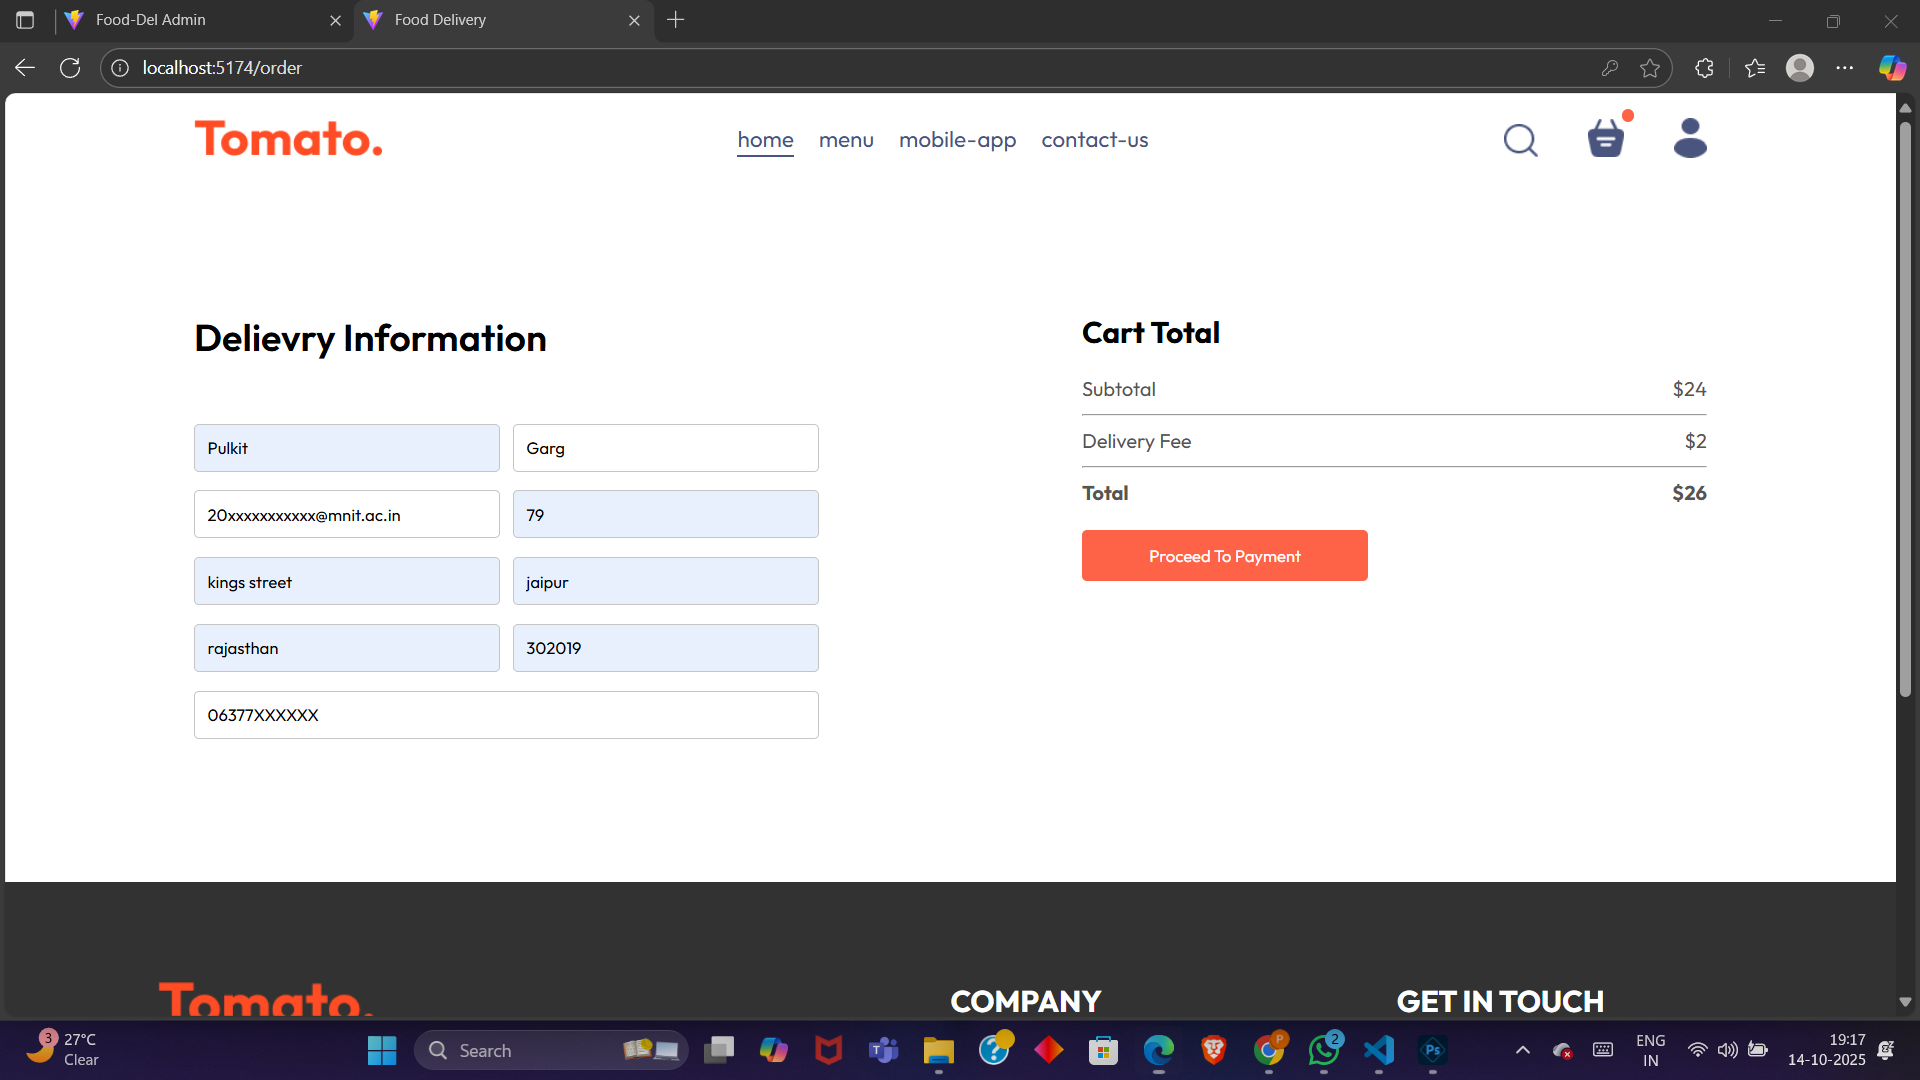 Food-Del Admin
Food Delivery
localhost:5174/order
Tomato.
home menu mobile-app contact-us
Delievry Information
Pulkit Garg
20xxxxxxxxxxx@mnit.ac.in 79
kings street jaipur
rajasthan 302019
06377XXXXXX
Cart Total
Subtotal $24
Delivery Fee $2
Total $26
Proceed To Payment
Tomato.
COMPANY
GET IN TOUCH
3
27°C
Clear
Search
T
P
2
Ps
ENG
IN
19:17
14-10-2025